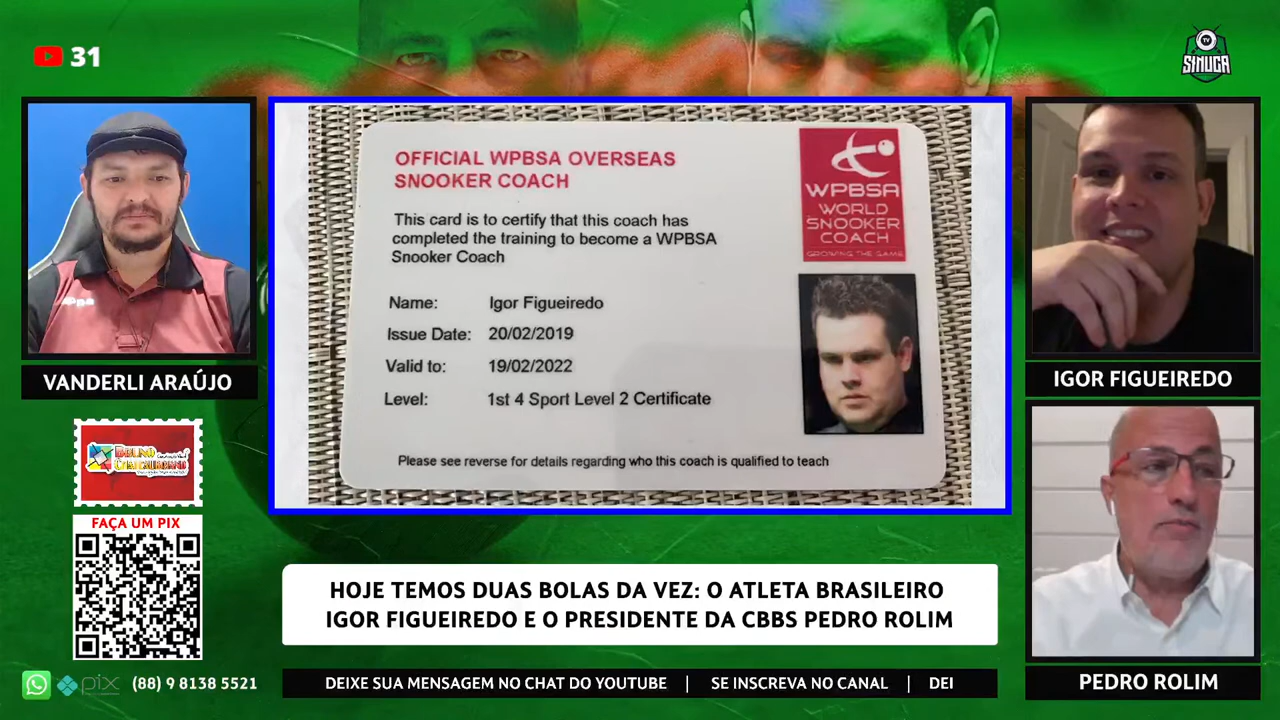 31
TV
SINUCA
OFFICIAL WPBSA OVERSEAS
SNOOKER COACH
This card is to certify that this coach has
completed the training to become a WPBSA
Snooker Coach
Name: Igor Figueiredo
Issue Date: 20/02/2019
Valid to: 19/02/2022
Level: 1st 4 Sport Level 2 Certificate
Please see reverse for details regarding who this coach is qualified to teach
WPBSA
WORLD
SNOOKER
COACH
GROWING THE GAME
VANDERLI ARAÚJO
IGOR FIGUEIREDO
FAÇA UM PIX
HOJE TEMOS DUAS BOLAS DA VEZ: O ATLETA BRASILEIRO
IGOR FIGUEIREDO E O PRESIDENTE DA CBBS PEDRO ROLIM
pix (88) 9 8138 5521
DEIXE SUA MENSAGEM NO CHAT DO YOUTUBE | SE INSCREVA NO CANAL | DEI
PEDRO ROLIM